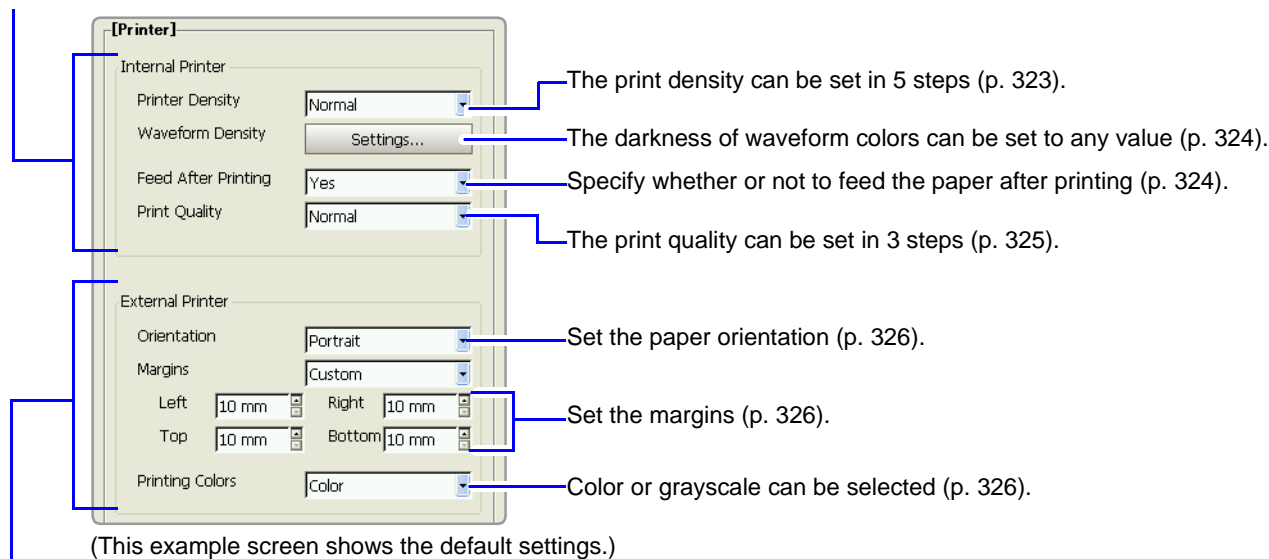 [Printer]
Internal Printer
Printer Density Normal The print density can be set in 5 steps (p. 323).
Waveform Density Settings... The darkness of waveform colors can be set to any value (p. 324).
Feed After Printing Yes Specify whether or not to feed the paper after printing (p. 324).
Print Quality Normal The print quality can be set in 3 steps (p. 325).
External Printer
Orientation Portrait Set the paper orientation (p. 326).
Margins Custom
Left 10 mm Right 10 mm Set the margins (p. 326).
Top 10 mm Bottom 10 mm
Printing Colors Color Color or grayscale can be selected (p. 326).
(This example screen shows the default settings.)